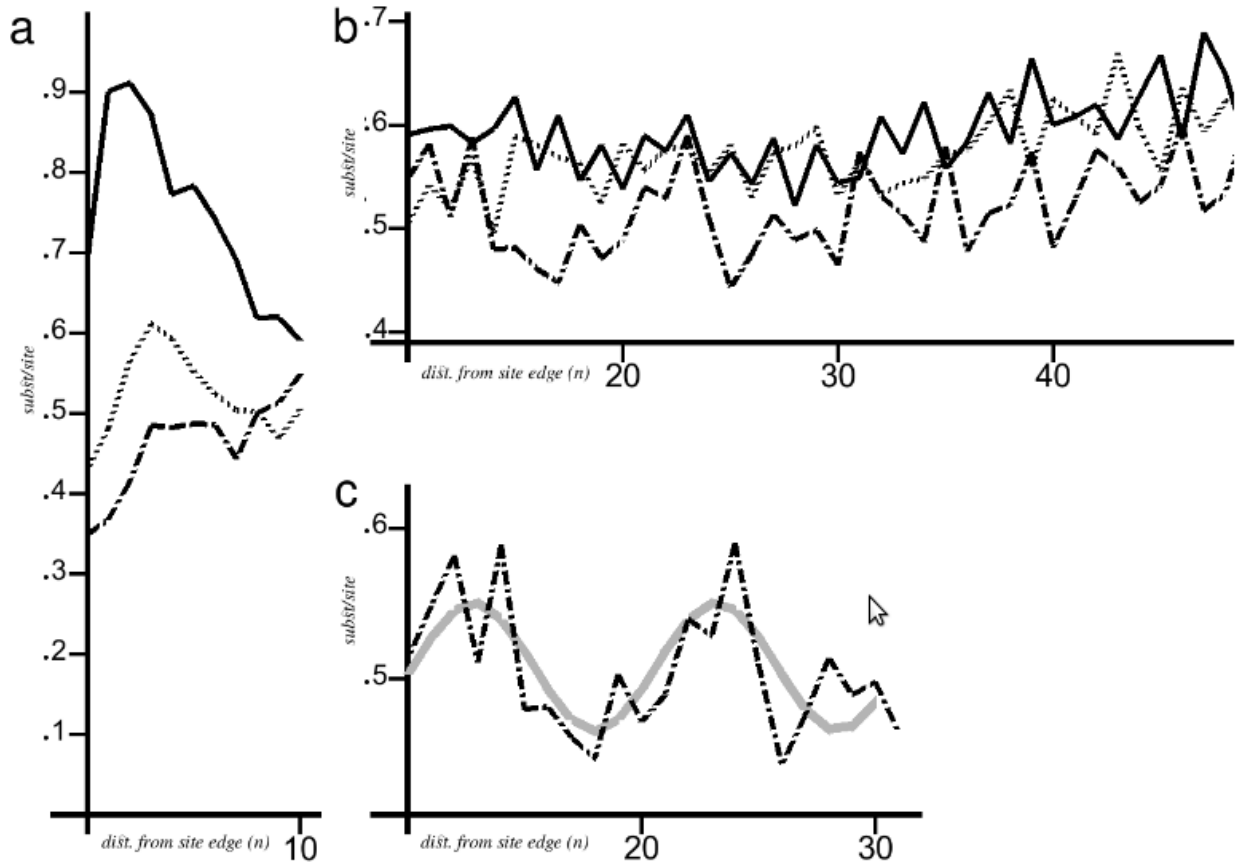 a
.9
.8
.7
.6
.5
.4
.3
.2
.1
subst/site
dist. from site edge (n) 10
b
.7
.6
.5
.4
subst/site
dist. from site edge (n) 20 30 40
c
.6
.5
subst/site
dist. from site edge (n) 20 30